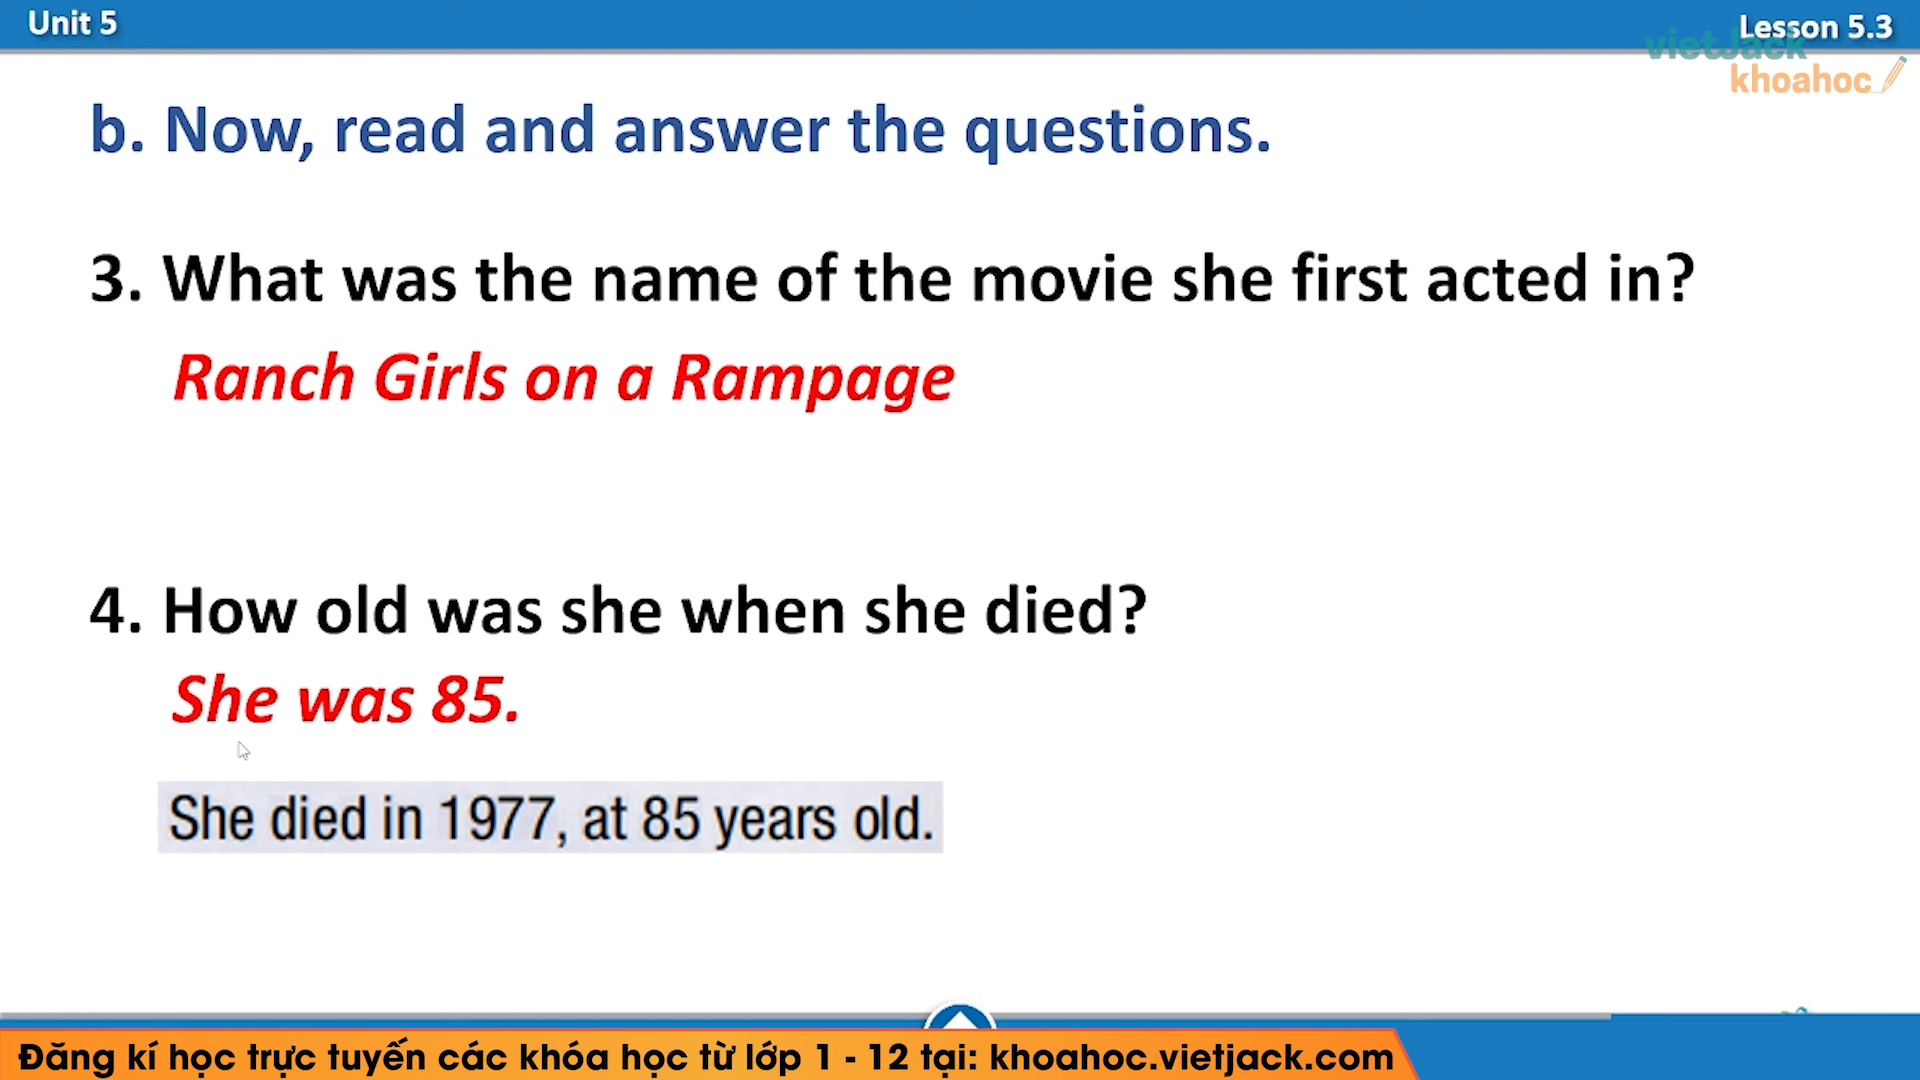 Unit 5
Lesson 5.3
vietJack
khoahoc
b. Now, read and answer the questions.
3. What was the name of the movie she first acted in?
Ranch Girls on a Rampage
4. How old was she when she died?
She was 85.
She died in 1977, at 85 years old.
Đăng kí học trực tuyến các khóa học từ lớp 1 - 12 tại: khoahoc.vietjack.com